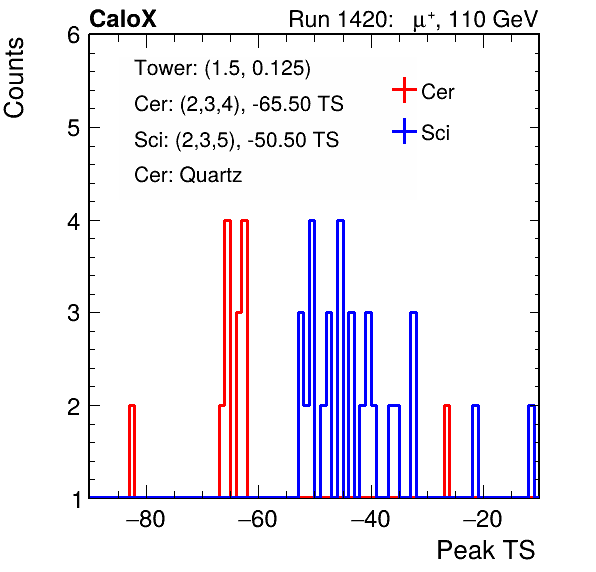 CaloX Run 1420: μ⁺, 110 GeV
Counts
6
5
4
3
2
1
Tower: (1.5, 0.125)
Cer: (2,3,4), -65.50 TS
Sci: (2,3,5), -50.50 TS
Cer: Quartz
Cer
Sci
−80 −60 −40 −20
Peak TS